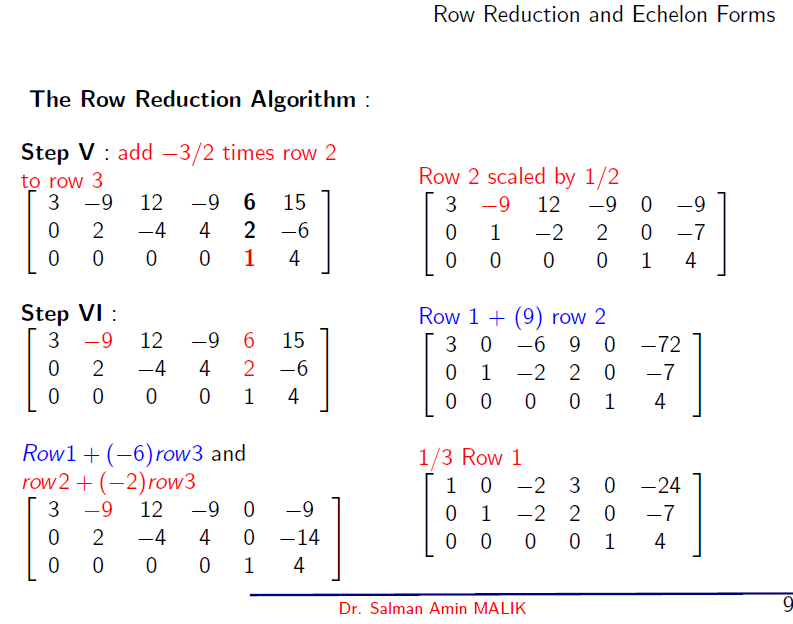 Row Reduction and Echelon Forms
The Row Reduction Algorithm :
Step V : add −3/2 times row 2
to row 3
3 −9 12 −9 6 15
0 2 −4 4 2 −6
0 0 0 0 1 4
Step VI :
3 −9 12 −9 6 15
0 2 −4 4 2 −6
0 0 0 0 1 4
Row1 + (−6)row3 and
row2 + (−2)row3
3 −9 12 −9 0 −9
0 2 −4 4 0 −14
0 0 0 0 1 4
Row 2 scaled by 1/2
3 −9 12 −9 0 −9
0 1 −2 2 0 −7
0 0 0 0 1 4
Row 1 + (9) row 2
3 0 −6 9 0 −72
0 1 −2 2 0 −7
0 0 0 0 1 4
1/3 Row 1
1 0 −2 3 0 −24
0 1 −2 2 0 −7
0 0 0 0 1 4
Dr. Salman Amin MALIK
9